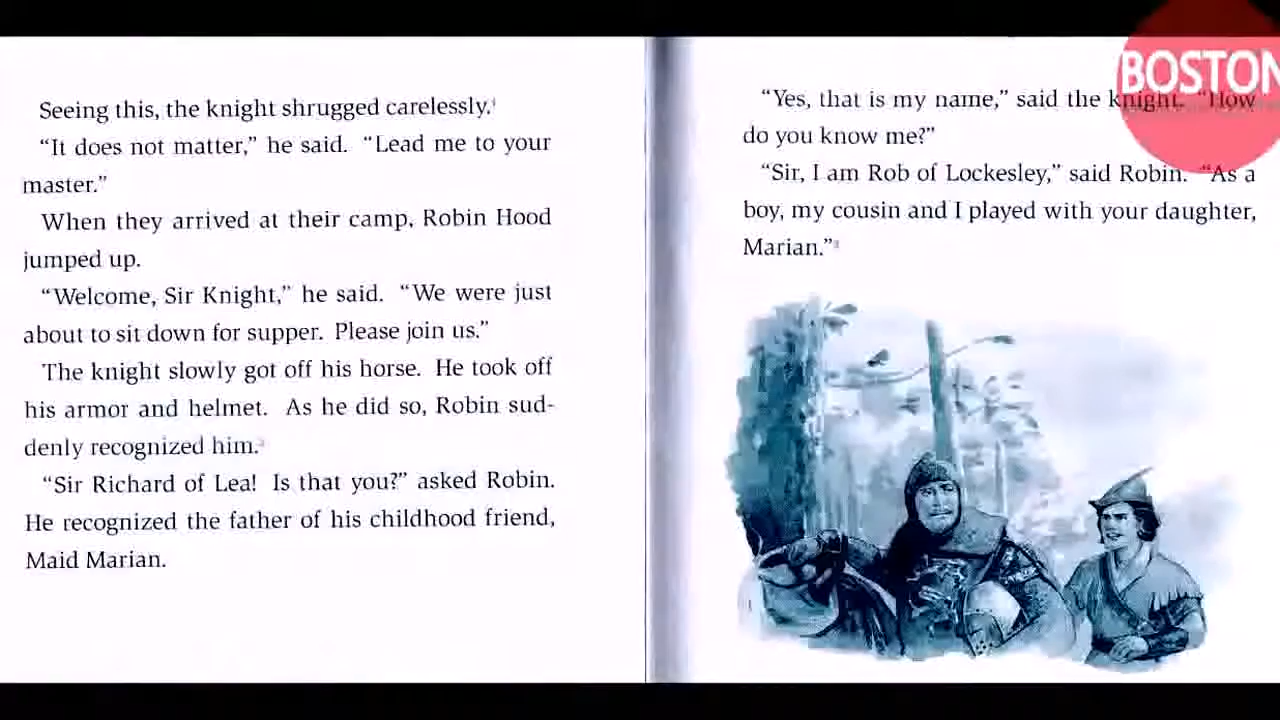 Seeing this, the knight shrugged carelessly.
“It does not matter,” he said. “Lead me to your
master.”
When they arrived at their camp, Robin Hood
jumped up.
“Welcome, Sir Knight,” he said. “We were just
about to sit down for supper. Please join us.”
The knight slowly got off his horse. He took off
his armor and helmet. As he did so, Robin sud-
denly recognized him.
“Sir Richard of Lea! Is that you?” asked Robin.
He recognized the father of his childhood friend,
Maid Marian.
“Yes, that is my name,” said the knight. “How
do you know me?”
“Sir, I am Rob of Lockesley,” said Robin. “As a
boy, my cousin and I played with your daughter,
Marian.”
BOSTON